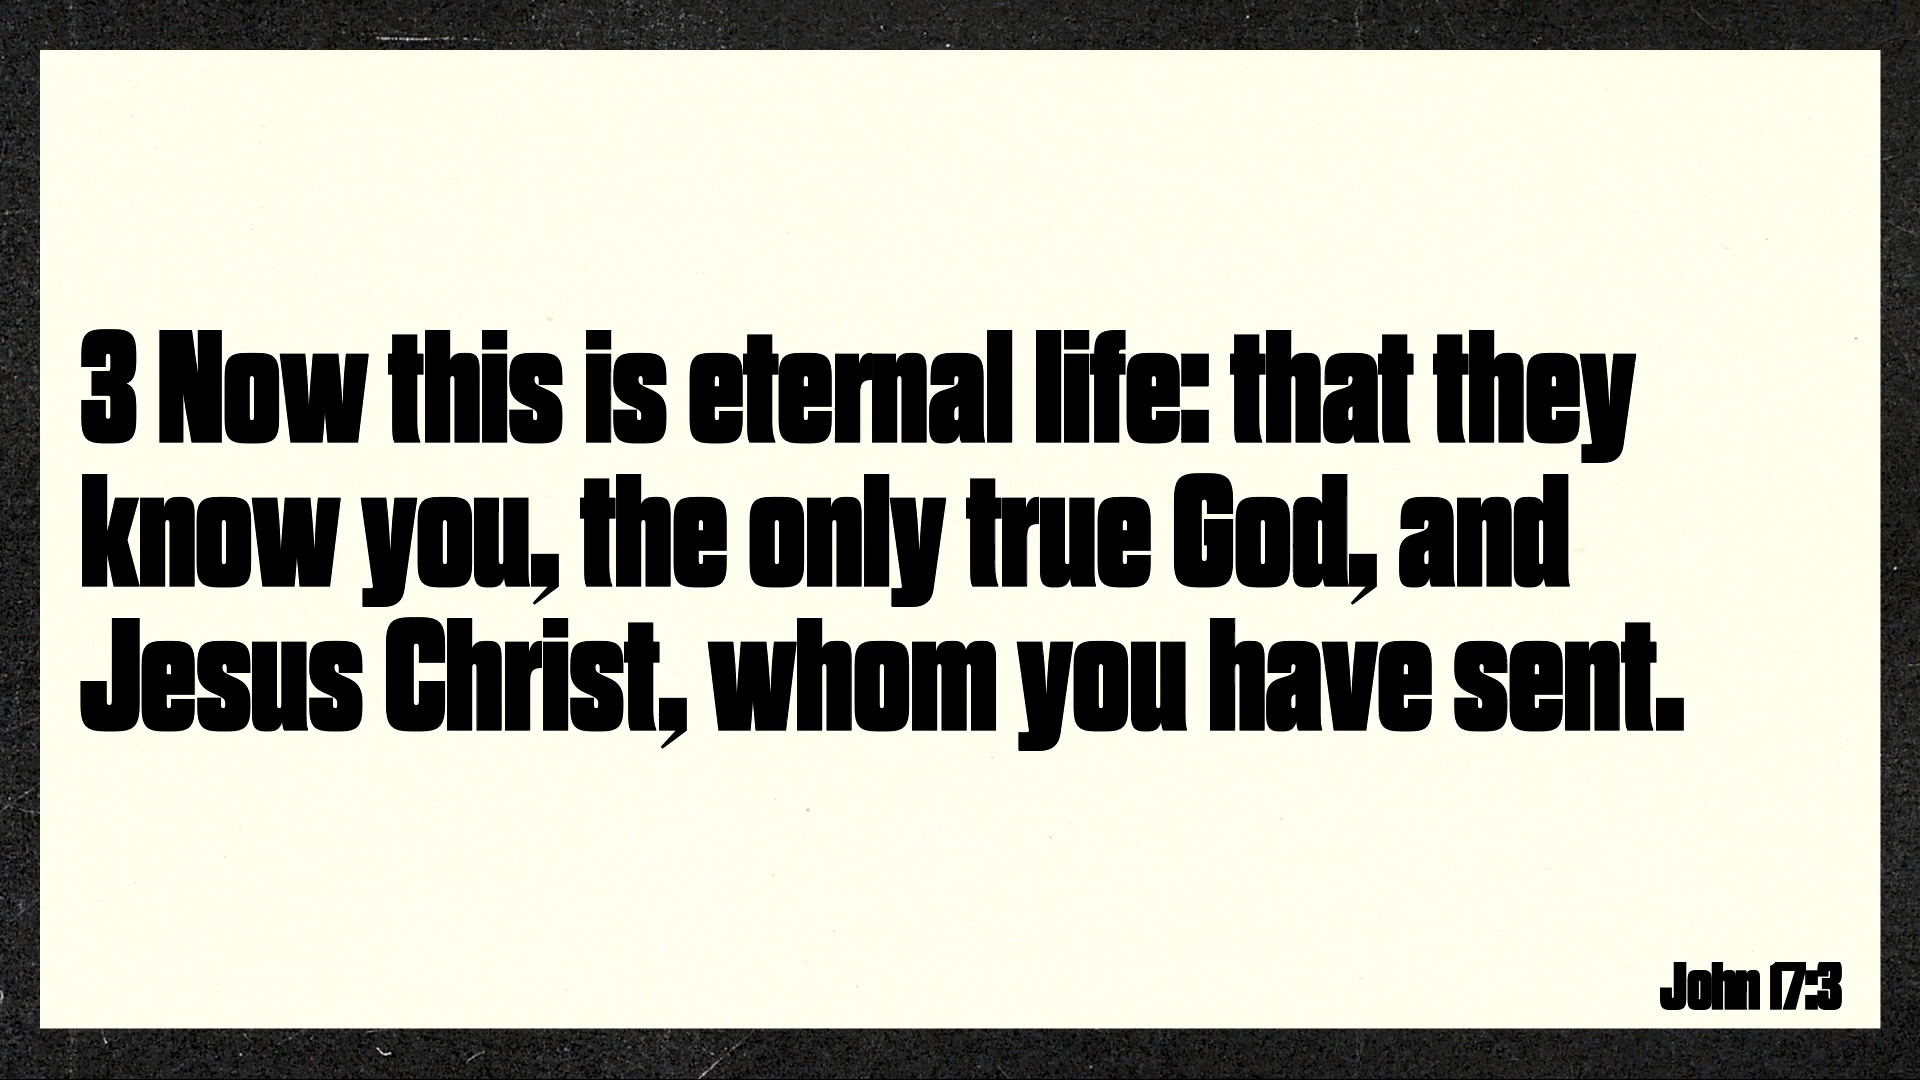 3 Now this is eternal life: that they
know you, the only true God, and
Jesus Christ, whom you have sent.
John 17:3